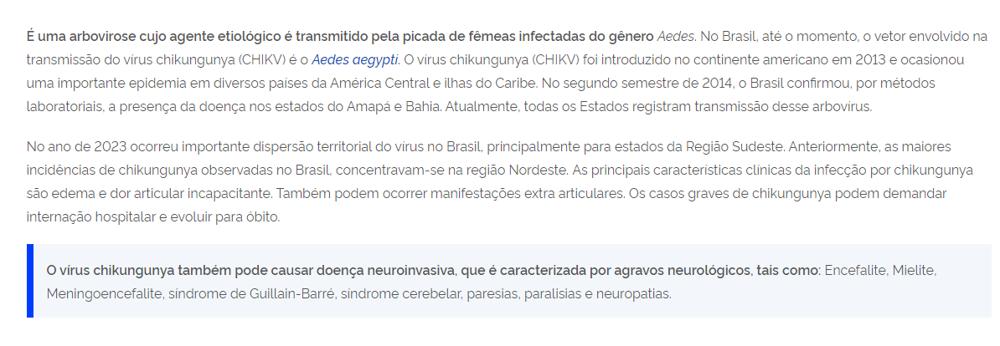 É uma arbovirose cujo agente etiológico é transmitido pela picada de fêmeas infectadas do gênero Aedes. No Brasil, até o momento, o vetor envolvido na
transmissão do vírus chikungunya (CHIKV) é o Aedes aegypti. O vírus chikungunya (CHIKV) foi introduzido no continente americano em 2013 e ocasionou
uma importante epidemia em diversos países da América Central e ilhas do Caribe. No segundo semestre de 2014, o Brasil confirmou, por métodos
laboratoriais, a presença da doença nos estados do Amapá e Bahia. Atualmente, todas os Estados registram transmissão desse arbovírus.
No ano de 2023 ocorreu importante dispersão territorial do vírus no Brasil, principalmente para estados da Região Sudeste. Anteriormente, as maiores
incidências de chikungunya observadas no Brasil, concentravam-se na região Nordeste. As principais características clínicas da infecção por chikungunya
são edema e dor articular incapacitante. Também podem ocorrer manifestações extra articulares. Os casos graves de chikungunya podem demandar
internação hospitalar e evoluir para óbito.
O vírus chikungunya também pode causar doença neuroinvasiva, que é caracterizada por agravos neurológicos, tais como: Encefalite, Mielite,
Meningoencefalite, síndrome de Guillain-Barré, síndrome cerebelar, paresias, paralisias e neuropatias.